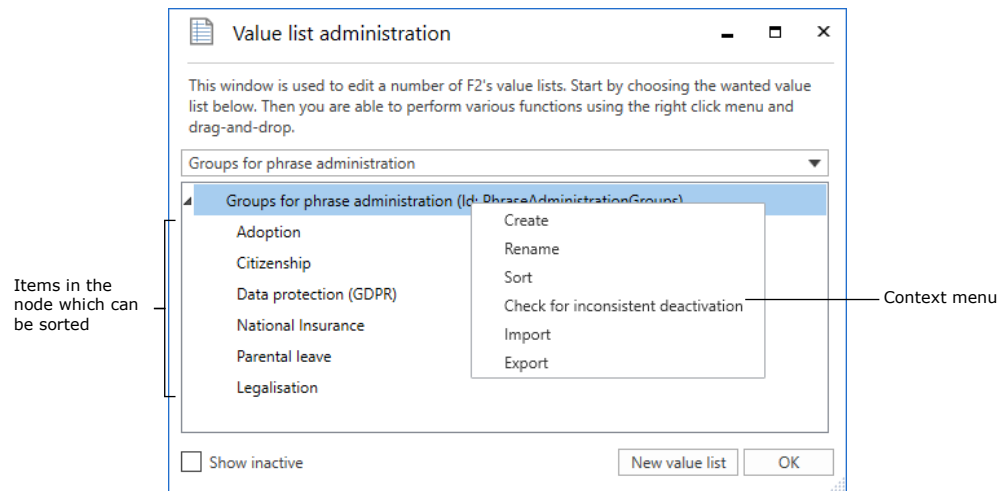 Value list administration
This window is used to edit a number of F2's value lists. Start by choosing the wanted value
list below. Then you are able to perform various functions using the right click menu and
drag-and-drop.
Groups for phrase administration
Groups for phrase administration (Id: PhraseAdministrationGroups)
Create
Adoption
Rename
Citizenship
Sort
Items in the
node which can
be sorted
Data protection (GDPR)
Check for inconsistent deactivation
Context menu
National Insurance
Import
Parental leave
Export
Legalisation
Show inactive
New value list
OK